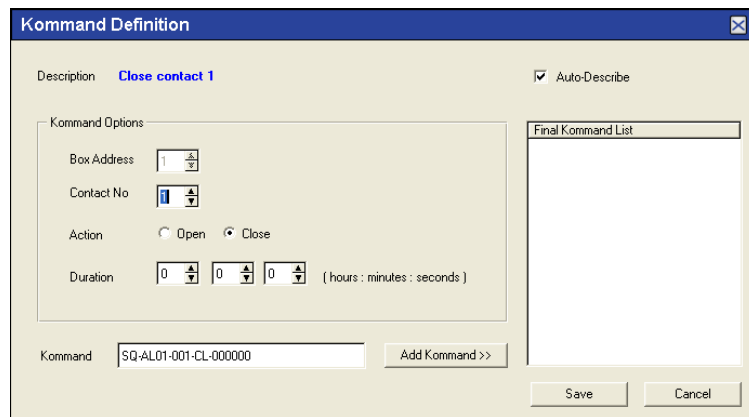 Kommand Definition
Description Close contact 1
Auto-Describe
Kommand Options
Final Kommand List
Box Address 1
Contact No 1
Action Open Close
Duration 0 0 0 ( hours : minutes : seconds )
Kommand SQ-AL01-001-CL-000000 Add Kommand >>
Save Cancel